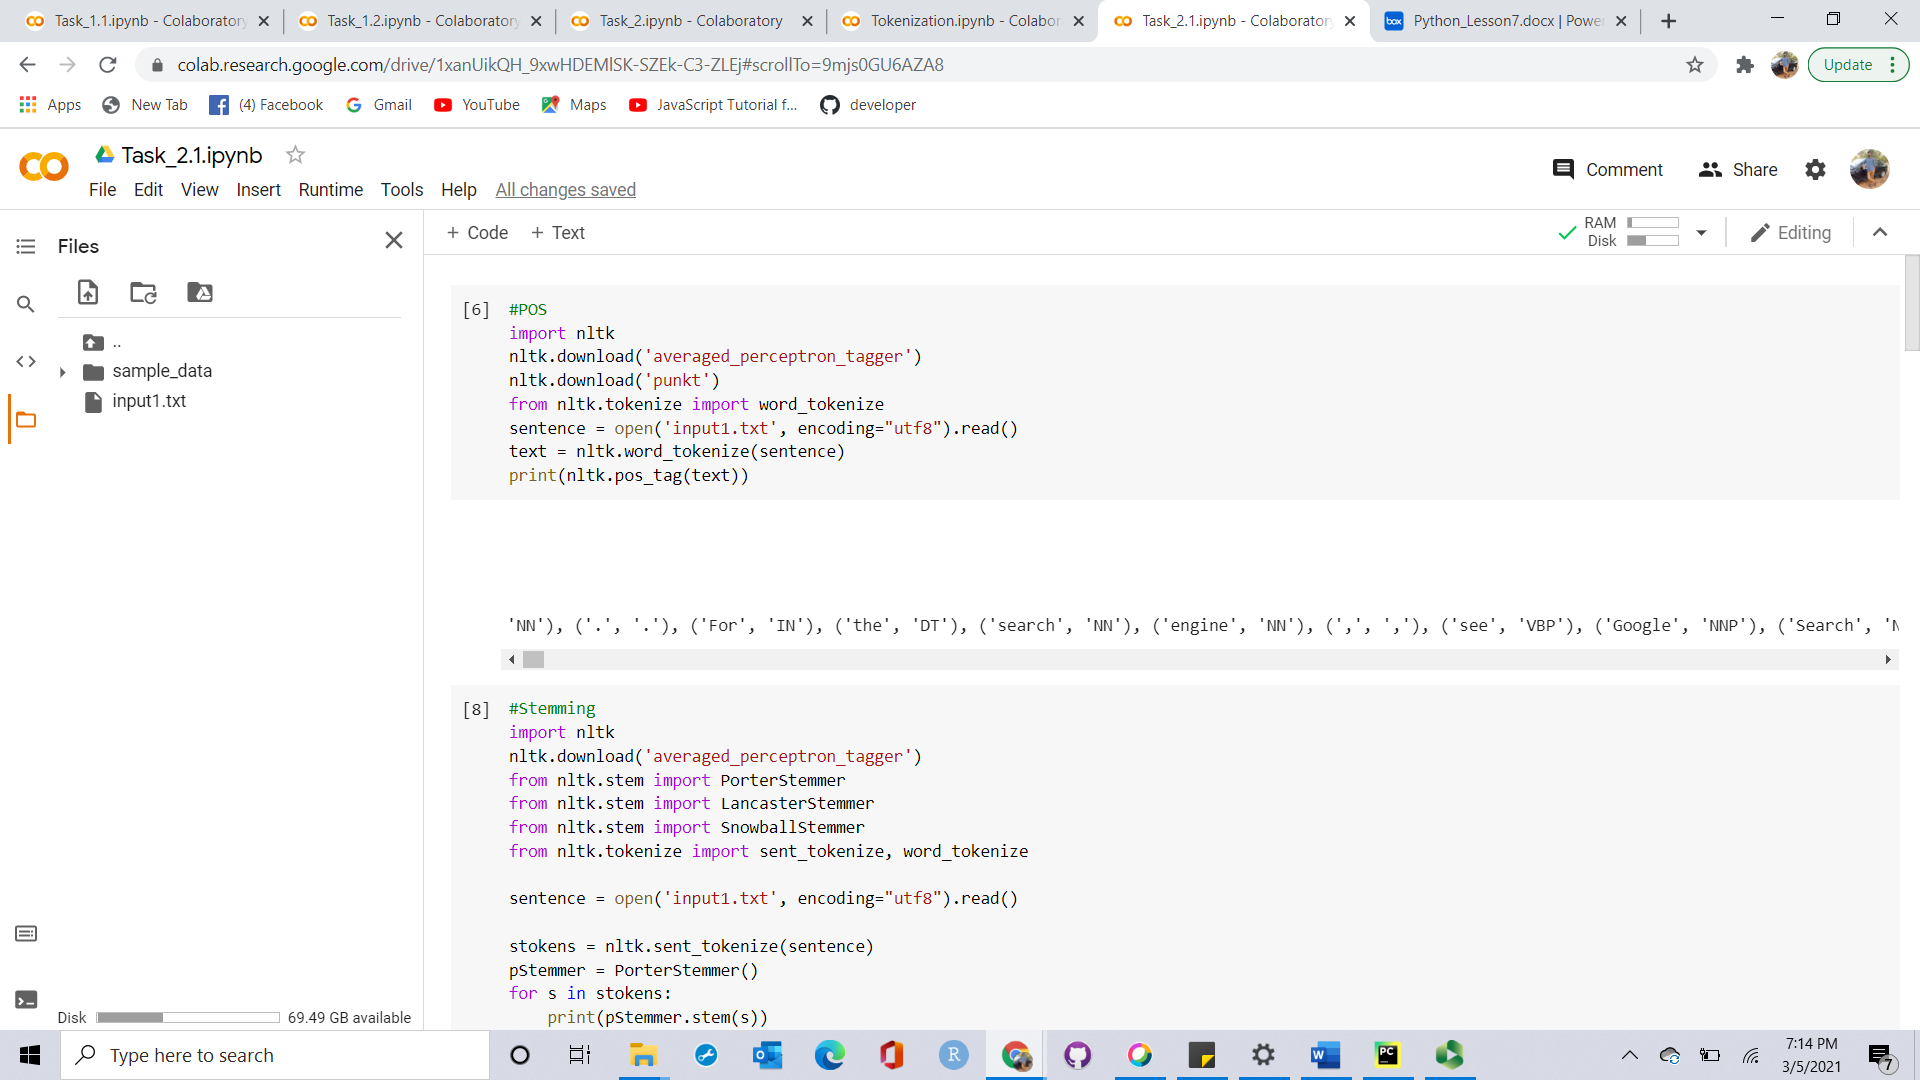 Task_1.1.ipynb - Colaboratory
Task_1.2.ipynb - Colaboratory
Task_2.ipynb - Colaboratory
Tokenization.ipynb - Colabor
Task_2.1.ipynb - Colaboratory
box Python_Lesson7.docx | Powe
colab.research.google.com/drive/1xanUikQH_9xwHDEMlSK-SZEk-C3-ZLEj#scrollTo=9mjs0GU6AZA8
Update
Apps New Tab (4) Facebook Gmail YouTube Maps JavaScript Tutorial f... developer
Task_2.1.ipynb
Comment Share
File Edit View Insert Runtime Tools Help All changes saved
Files
+ Code + Text
RAM
Disk
Editing
..
sample_data
input1.txt
[6] #POS
import nltk
nltk.download('averaged_perceptron_tagger')
nltk.download('punkt')
from nltk.tokenize import word_tokenize
sentence = open('input1.txt', encoding="utf8").read()
text = nltk.word_tokenize(sentence)
print(nltk.pos_tag(text))
'NN'), ('.', '.'), ('For', 'IN'), ('the', 'DT'), ('search', 'NN'), ('engine', 'NN'), (',', ','), ('see', 'VBP'), ('Google', 'NNP'), ('Search', 'N
[8] #Stemming
import nltk
nltk.download('averaged_perceptron_tagger')
from nltk.stem import PorterStemmer
from nltk.stem import LancasterStemmer
from nltk.stem import SnowballStemmer
from nltk.tokenize import sent_tokenize, word_tokenize
sentence = open('input1.txt', encoding="utf8").read()
stokens = nltk.sent_tokenize(sentence)
pStemmer = PorterStemmer()
for s in stokens:
print(pStemmer.stem(s))
Disk 69.49 GB available
Type here to search
R
PC
7:14 PM
3/5/2021
7